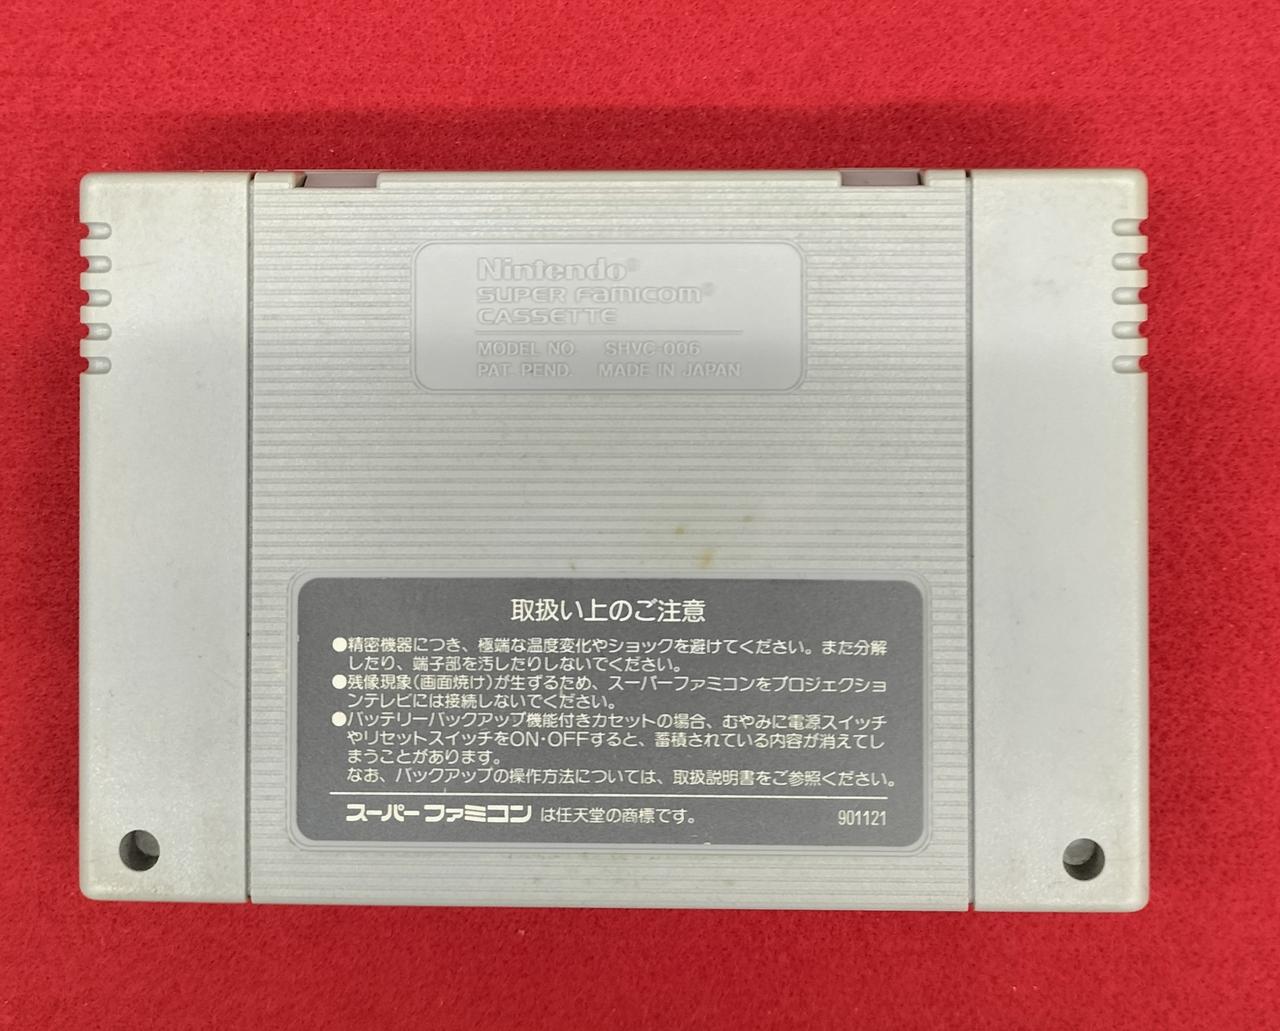 Nintendo®
SUPER FAMICOM®
CASSETTE
MODEL NO. SHVC-006
PAT. PEND. MADE IN JAPAN
取扱い上のご注意
●精密機器につき、極端な温度変化やショックを避けてください。また分解
したり、端子部を汚したりしないでください。
●残像現象(画面焼け)が生ずるため、スーパーファミコンをプロジェクショ
ンテレビには接続しないでください。
●バッテリーバックアップ機能付きカセットの場合、むやみに電源スイッチ
やリセットスイッチをON・OFFすると、蓄積されている内容が消えてし
まうことがあります。
なお、バックアップの操作方法については、取扱説明書をご参照ください。
スーパーファミコンは任天堂の商標です。 901121